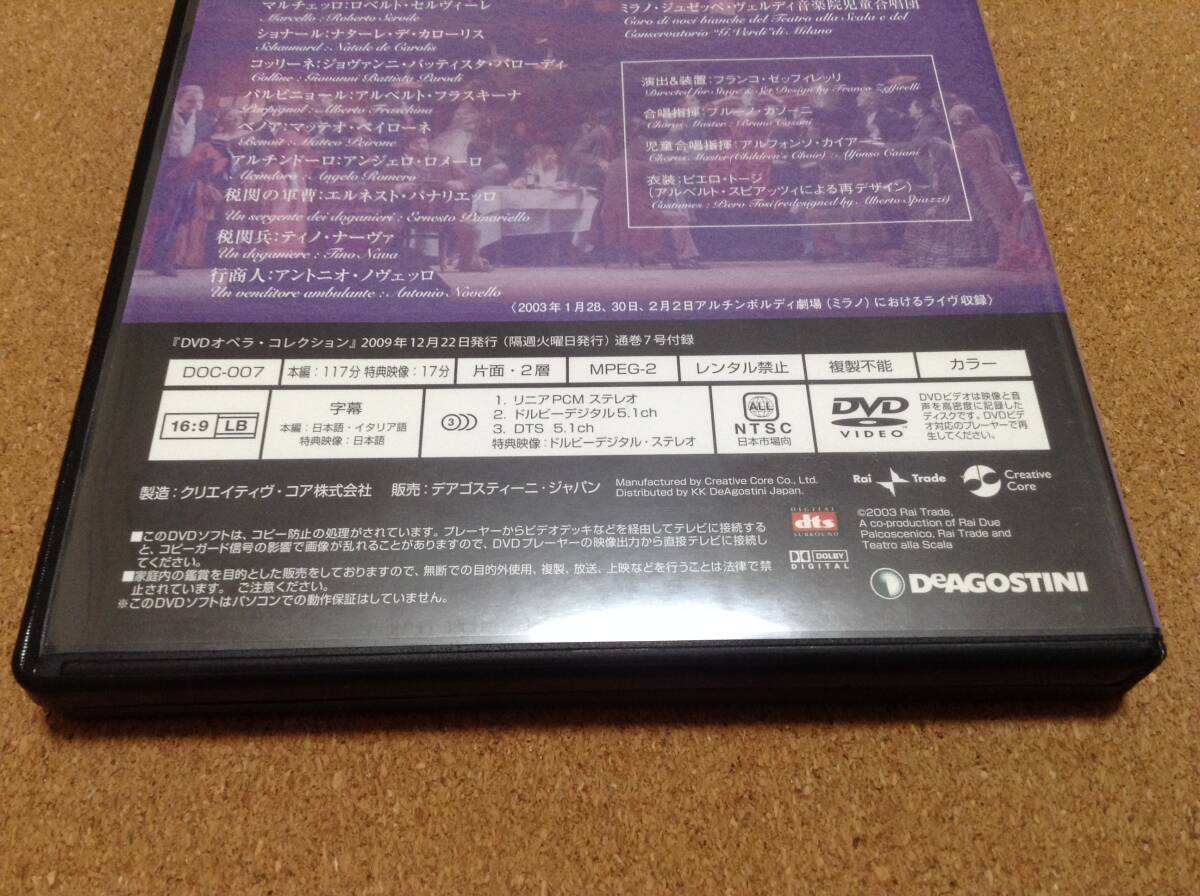 マルチェッロ：ロベルト・セルヴィーレ
Marcello : Roberto Servile
ショナール：ナターレ・デ・カローリス
Schaunard : Natale de Carolis
コッリーネ：ジョヴァンニ・バッティスタ・パローディ
Colline : Giovanni Battista Parodi
パルピニョール：アルベルト・フラスキーナ
Parpignol : Alberto Fraschina
ベノア：マッテオ・ペイローネ
Benoit : Matteo Peirone
アルチンドーロ：アンジェロ・ロメーロ
Alcindoro : Angelo Romero
税関の軍曹：エルネスト・パナリエッロ
Un sergente dei doganieri : Ernesto Panariello
税関兵：ティノ・ナーヴァ
Un doganiere : Tino Nava
行商人：アントニオ・ノヴェッロ
Un venditore ambulante : Antonio Novello
ミラノ・ジュゼッペ・ヴェルディ音楽院児童合唱団
Coro di voci bianche del Teatro alla Scala e del
Conservatorio "G.Verdi" di Milano
演出&装置：フランコ・ゼッフィレッリ
Directed for Stage & Set Design by Franco Zeffirelli
合唱指揮：ブルーノ・カゾーニ
Chorus Master : Bruno Casoni
児童合唱指揮：アルフォンソ・カイアーニ
Chorus Master(Children's Choir) : Alfonso Caiani
衣装：ピエロ・トージ
(アルベルト・スピアッツィによる再デザイン)
Costumes : Piero Tosi(redesigned by Alberto Spiazzi)
〈2003年1月28、30日、2月2日アルチンボルディ劇場（ミラノ）におけるライヴ収録〉
『DVDオペラ・コレクション』2009年12月22日発行（隔週火曜日発行）通巻7号付録
DOC-007 本編：117分 特典映像：17分 片面・2層 MPEG-2 レンタル禁止 複製不能 カラー
16:9 LB
字幕
本編：日本語・イタリア語
特典映像：日本語
3
1. リニアPCM ステレオ
2. ドルビーデジタル5.1ch
3. DTS 5.1ch
特典映像：ドルビーデジタル・ステレオ
ALL
NTSC
日本市場向
DVD
VIDEO
DVDビデオは映像と音
声を高密度に記録した
ディスクです。DVDビデ
オ対応のプレーヤーで再
生してください。
製造：クリエイティヴ・コア株式会社 販売：デアゴスティーニ・ジャパン
Manufactured by Creative Core Co., Ltd.
Distributed by KK DeAgostini Japan.
Rai Trade
Creative
Core
■このDVDソフトは、コピー防止の処理がされています。プレーヤーからビデオデッキなどを経由してテレビに接続する
と、コピーガード信号の影響で画像が乱れることがありますので、DVDプレーヤーの映像出力から直接テレビに接続し
てください。
■家庭内の鑑賞を目的とした販売をしておりますので、無断での目的外使用、複製、放送、上映などを行うことは法律で禁
止されています。ご注意ください。
※このDVDソフトはパソコンでの動作保証はしていません。
DIGITAL
dts
SURROUND
DOLBY
DIGITAL
©2003 Rai Trade.
A co-production of Rai Due
Palcoscenico, Rai Trade and
Teatro alla Scala
DeAGOSTINI